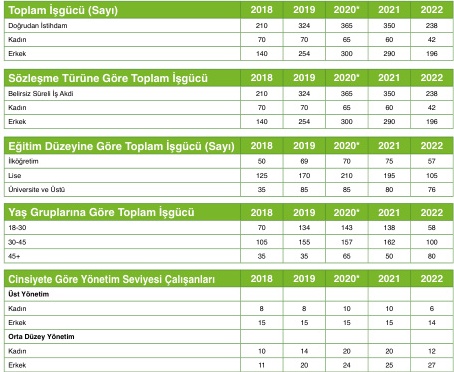 Toplam İşgücü (Sayı) 2018 2019 2020* 2021 2022
Doğrudan İstihdam 210 324 365 350 238
Kadın 70 70 65 60 42
Erkek 140 254 300 290 196
Sözleşme Türüne Göre Toplam İşgücü 2018 2019 2020* 2021 2022
Belirsiz Süreli İş Akdi 210 324 365 350 238
Kadın 70 70 65 60 42
Erkek 140 254 300 290 196
Eğitim Düzeyine Göre Toplam İşgücü (Sayı) 2018 2019 2020* 2021 2022
İlköğretim 50 69 70 75 57
Lise 125 170 210 195 105
Üniversite ve Üstü 35 85 85 80 76
Yaş Gruplarına Göre Toplam İşgücü 2018 2019 2020* 2021 2022
18-30 70 134 143 138 58
30-45 105 155 157 162 100
45+ 35 35 65 50 80
Cinsiyete Göre Yönetim Seviyesi Çalışanları 2018 2019 2020* 2021 2022
Üst Yönetim
Kadın 8 8 10 10 6
Erkek 15 15 15 15 14
Orta Düzey Yönetim
Kadın 10 14 20 20 12
Erkek 11 20 24 25 27